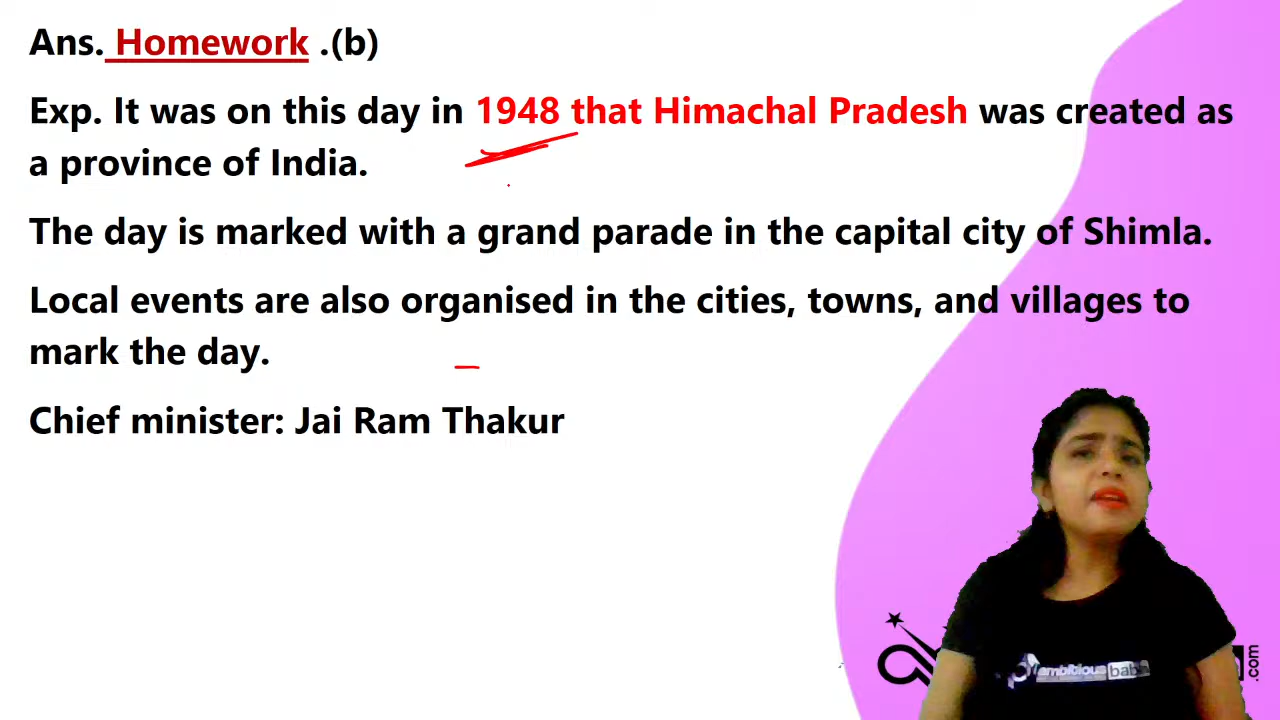 Ans. Homework .(b)
Exp. It was on this day in 1948 that Himachal Pradesh was created as
a province of India.
The day is marked with a grand parade in the capital city of Shimla.
Local events are also organised in the cities, towns, and villages to
mark the day.
Chief minister: Jai Ram Thakur
ambitious
.com